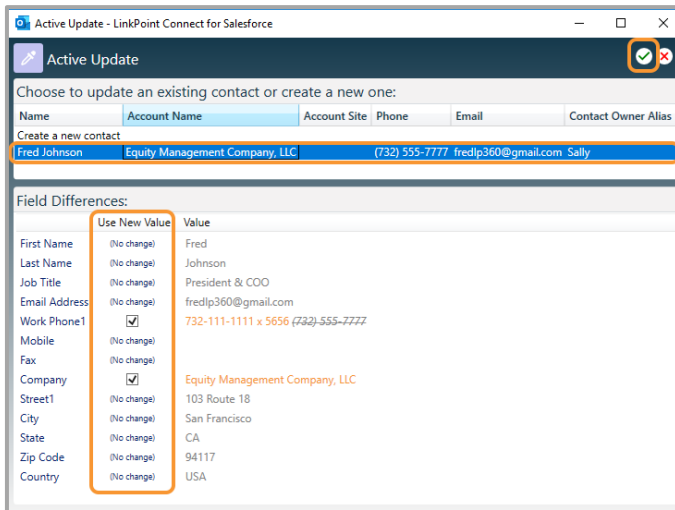 Active Update - LinkPoint Connect for Salesforce
Active Update
Choose to update an existing contact or create a new one:
Name Account Name Account Site Phone Email Contact Owner Alias
Create a new contact
Fred Johnson Equity Management Company, LLC (732) 555-7777 fredlp360@gmail.com Sally
Field Differences:
Use New Value Value
First Name (No change) Fred
Last Name (No change) Johnson
Job Title (No change) President & COO
Email Address (No change) fredlp360@gmail.com
Work Phone1 732-111-1111 x 5656 (732) 555-7777
Mobile (No change)
Fax (No change)
Company Equity Management Company, LLC
Street1 (No change) 103 Route 18
City (No change) San Francisco
State (No change) CA
Zip Code (No change) 94117
Country (No change) USA